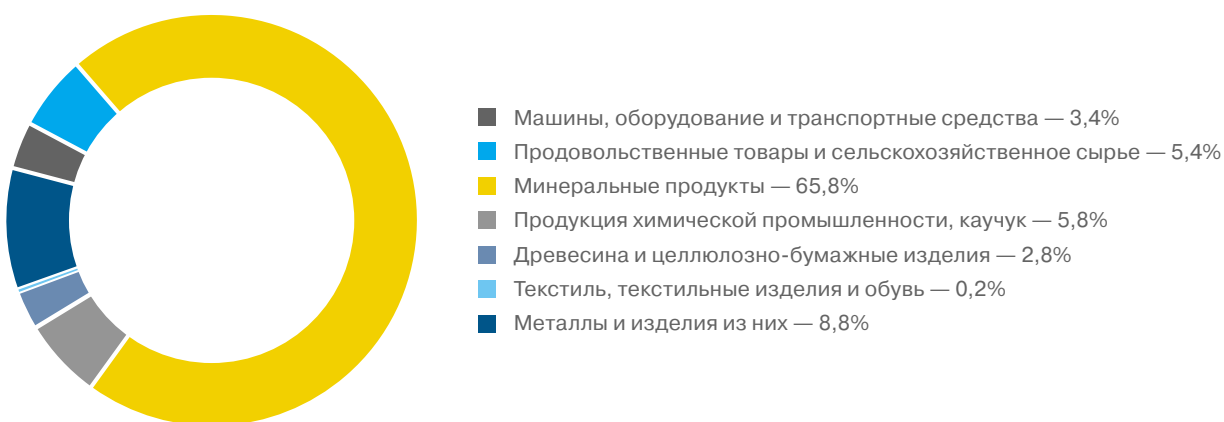 Машины, оборудование и транспортные средства — 3,4%
Продовольственные товары и сельскохозяйственное сырье — 5,4%
Минеральные продукты — 65,8%
Продукция химической промышленности, каучук — 5,8%
Древесина и целлюлозно-бумажные изделия — 2,8%
Текстиль, текстильные изделия и обувь — 0,2%
Металлы и изделия из них — 8,8%